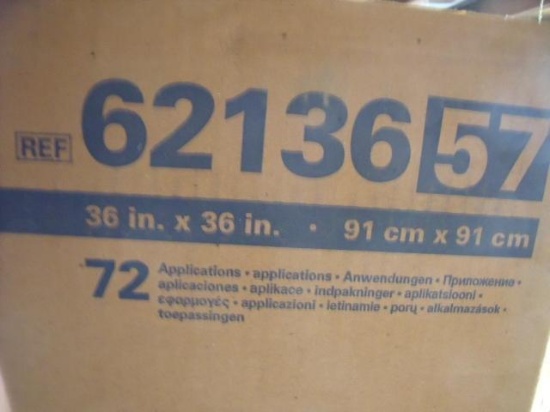 REF 62136 57
36 in. x 36 in. · 91 cm x 91 cm
72 Applications • applications • Anwendungen • Приложение •
aplicaciones • aplikace • indpakninger • aplikatsiooni •
εφαρμογές • applicazioni • ietinamie • porų • alkalmazások •
toepassingen